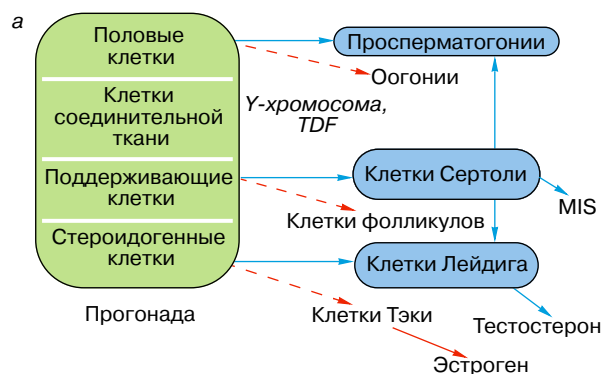 а
Половые
клетки
Клетки
соединительной
ткани
Поддерживающие
клетки
Стероидогенные
клетки
Прогонада
Просперматогонии
Оогонии
Y-хромосома,
TDF
Клетки Сертоли
MIS
Клетки фолликулов
Клетки Лейдига
Клетки Тэки
Тестостерон
Эстроген